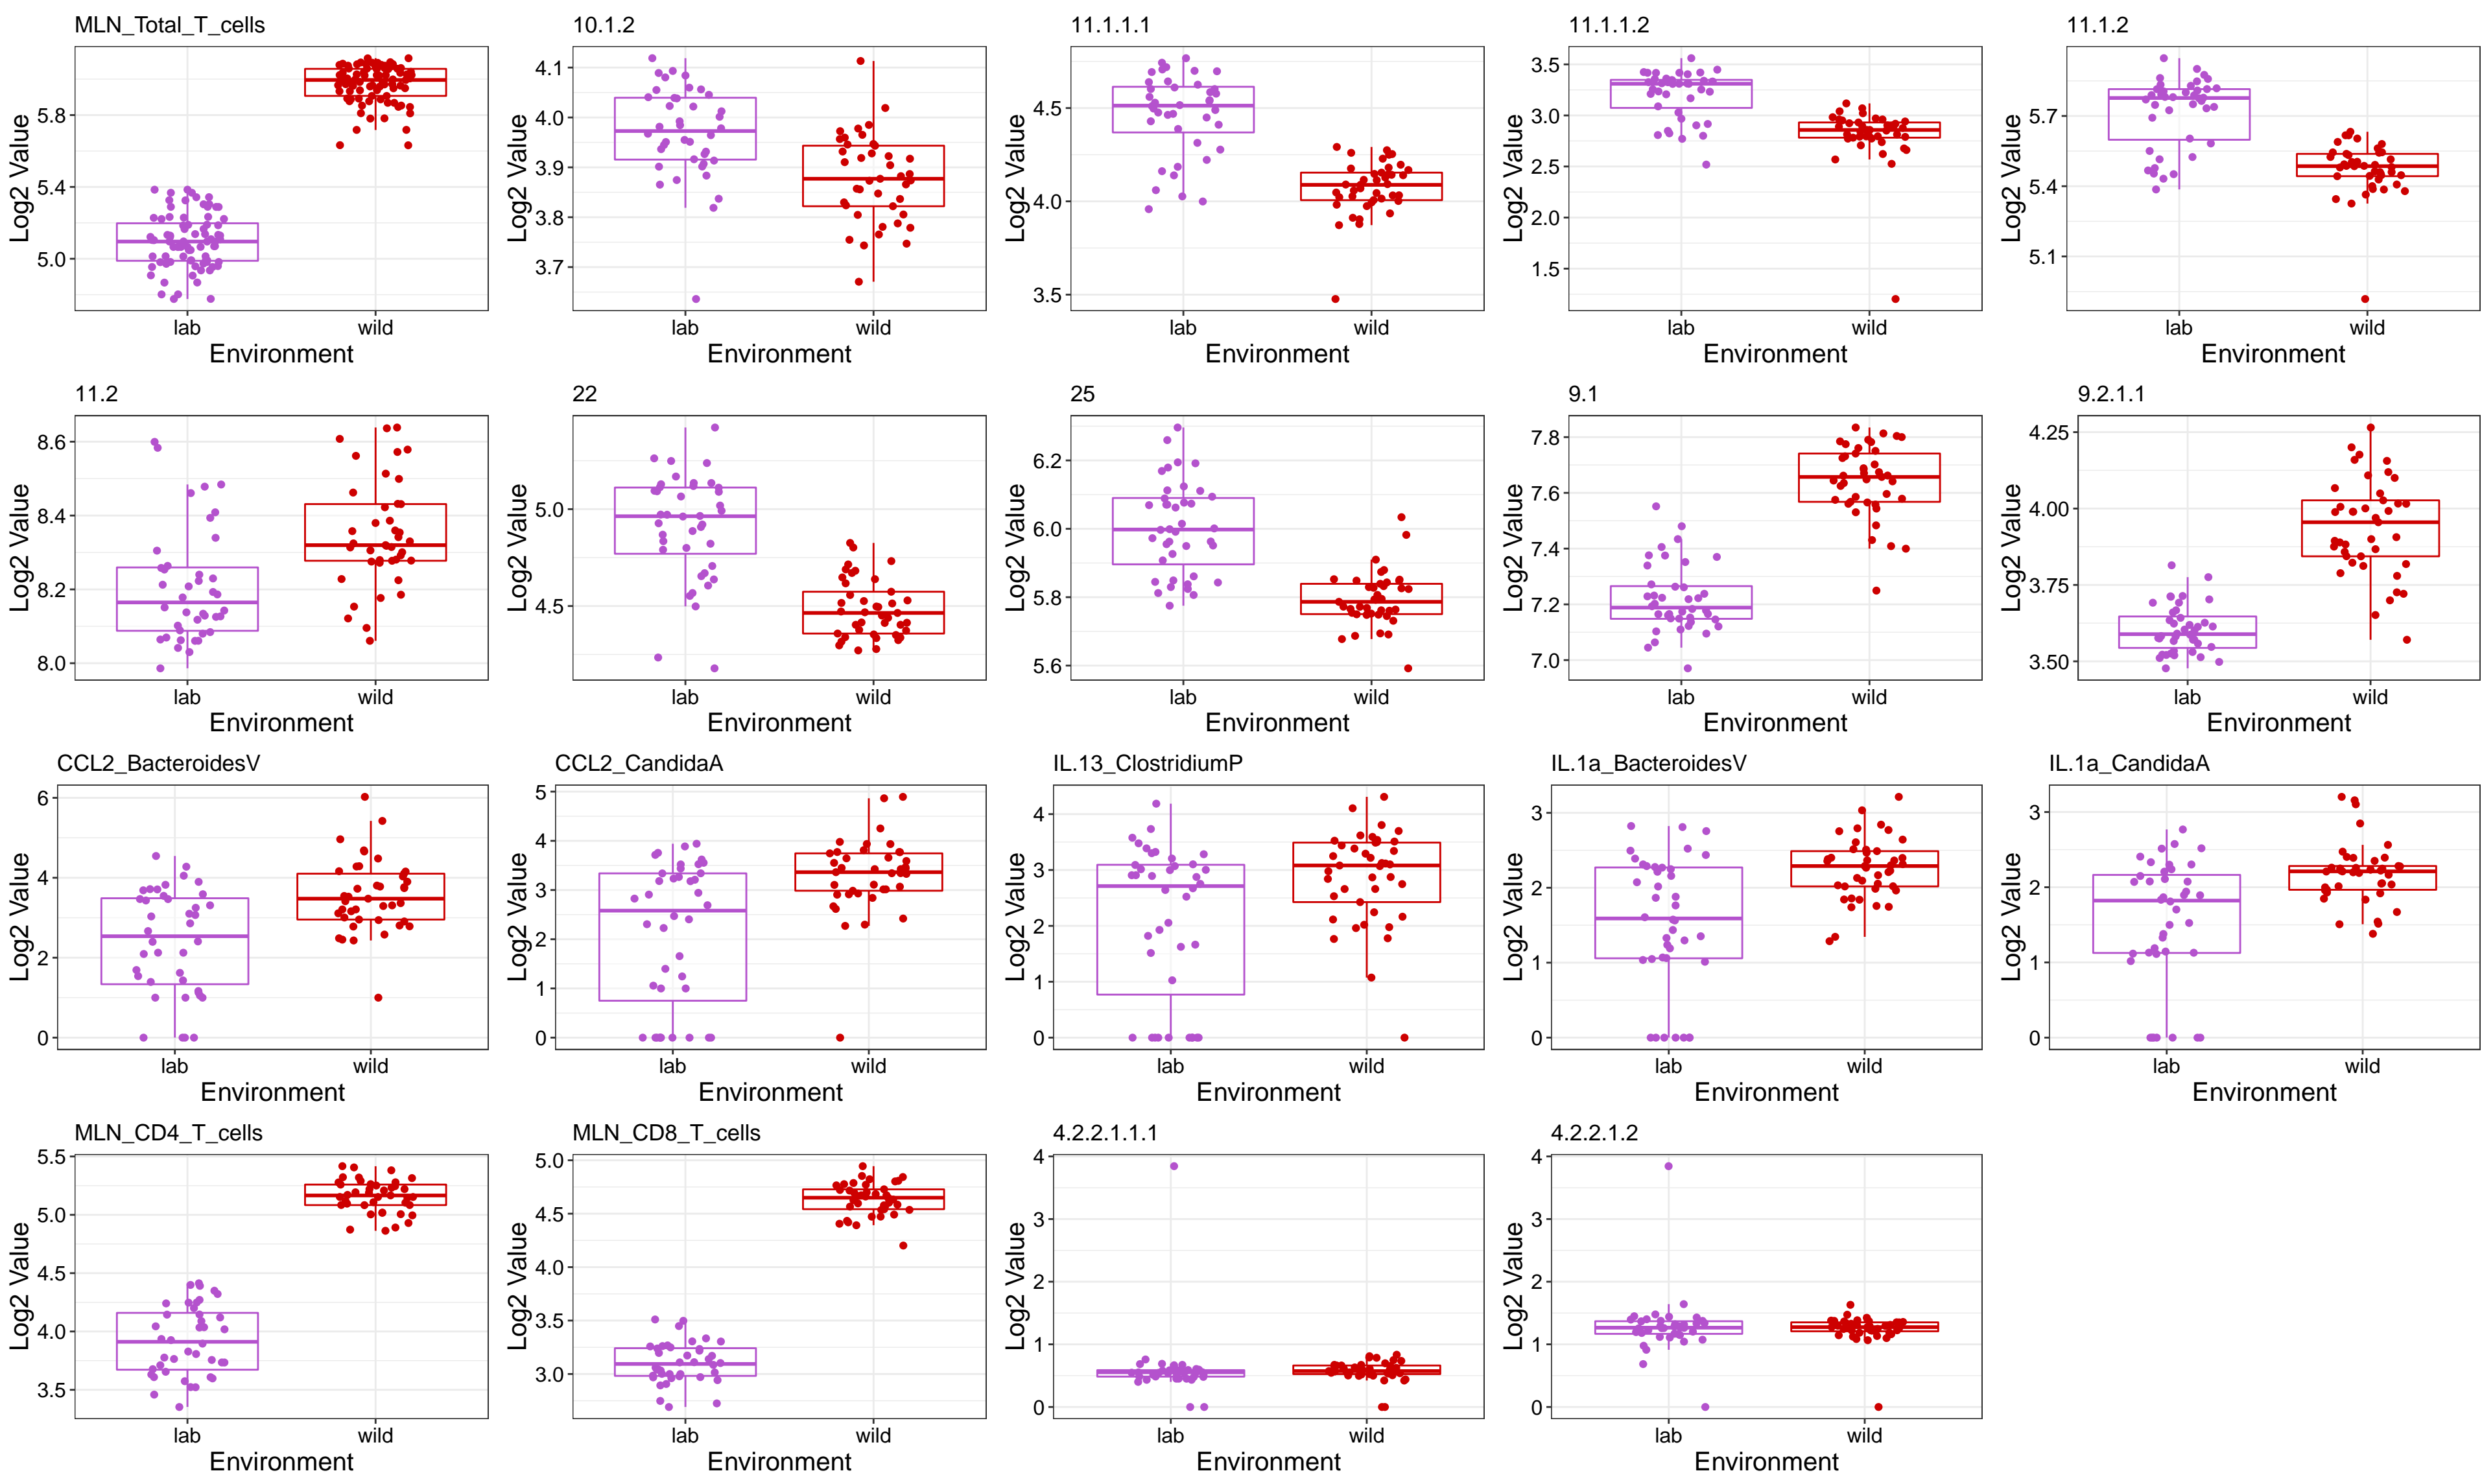 MLN_Total_T_cells
10.1.2
11.1.1.1
11.1.1.2
11.1.2
Log2 Value
5.8
5.4
5.0
lab
wild
Environment
Log2 Value
4.1
4.0
3.9
3.8
3.7
lab
wild
Environment
Log2 Value
4.5
4.0
3.5
lab
wild
Environment
Log2 Value
3.5
3.0
2.5
2.0
1.5
lab
wild
Environment
Log2 Value
5.7
5.4
5.1
lab
wild
Environment
11.2
22
25
9.1
9.2.1.1
Log2 Value
8.6
8.4
8.2
8.0
lab
wild
Environment
Log2 Value
5.0
4.5
lab
wild
Environment
Log2 Value
6.2
6.0
5.8
5.6
lab
wild
Environment
Log2 Value
7.8
7.6
7.4
7.2
7.0
lab
wild
Environment
Log2 Value
4.25
4.00
3.75
3.50
lab
wild
Environment
CCL2_BacteroidesV
CCL2_CandidaA
IL.13_ClostridiumP
IL.1a_BacteroidesV
IL.1a_CandidaA
Log2 Value
6
4
2
0
lab
wild
Environment
Log2 Value
5
4
3
2
1
0
lab
wild
Environment
Log2 Value
4
3
2
1
0
lab
wild
Environment
Log2 Value
3
2
1
0
lab
wild
Environment
Log2 Value
3
2
1
0
lab
wild
Environment
MLN_CD4_T_cells
MLN_CD8_T_cells
4.2.2.1.1.1
4.2.2.1.2
Log2 Value
5.5
5.0
4.5
4.0
3.5
lab
wild
Environment
Log2 Value
5.0
4.5
4.0
3.5
3.0
lab
wild
Environment
Log2 Value
4
3
2
1
0
lab
wild
Environment
Log2 Value
4
3
2
1
0
lab
wild
Environment